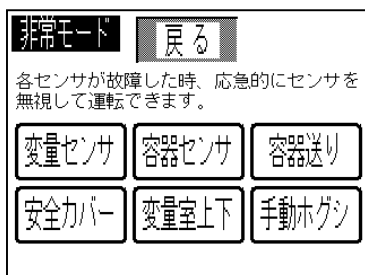 非常モード 戻る
各センサが故障した時、応急的にセンサを
無視して運転できます。
変量センサ 容器センサ 容器送り
安全カバー 変量室上下 手動ホグシ